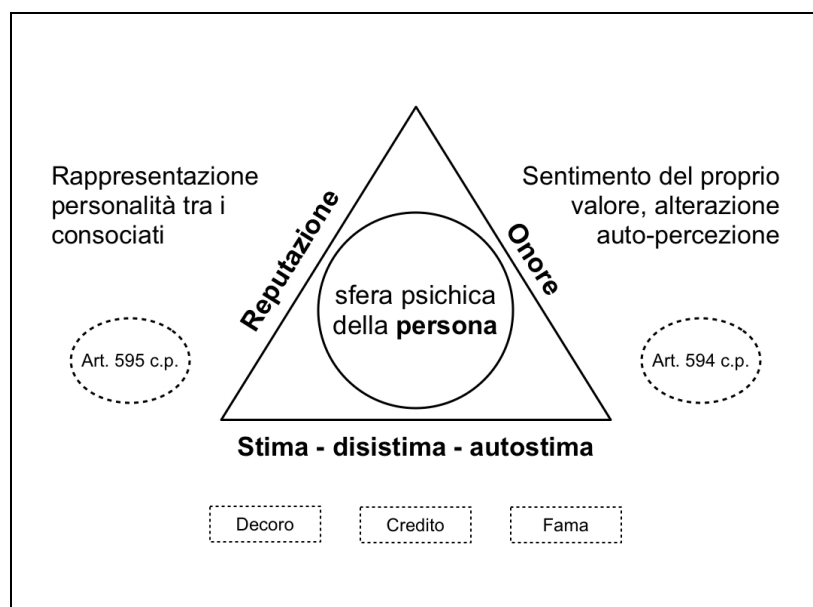 Rappresentazione
personalità tra i
consociati
Sentimento del proprio
valore, alterazione
auto-percezione
Reputazione
Onore
sfera psichica
della persona
Art. 595 c.p.
Art. 594 c.p.
Stima - disistima - autostima
Decoro
Credito
Fama